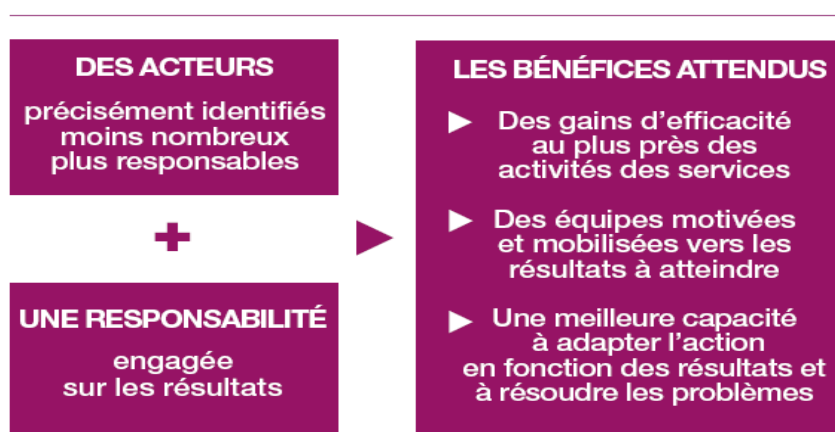 DES ACTEURS
précisément identifiés
moins nombreux
plus responsables
+
UNE RESPONSABILITÉ
engagée
sur les résultats
LES BÉNÉFICES ATTENDUS
Des gains d’efficacité
au plus près des
activités des services
Des équipes motivées
et mobilisées vers les
résultats à atteindre
Une meilleure capacité
à adapter l’action
en fonction des résultats et
à résoudre les problèmes